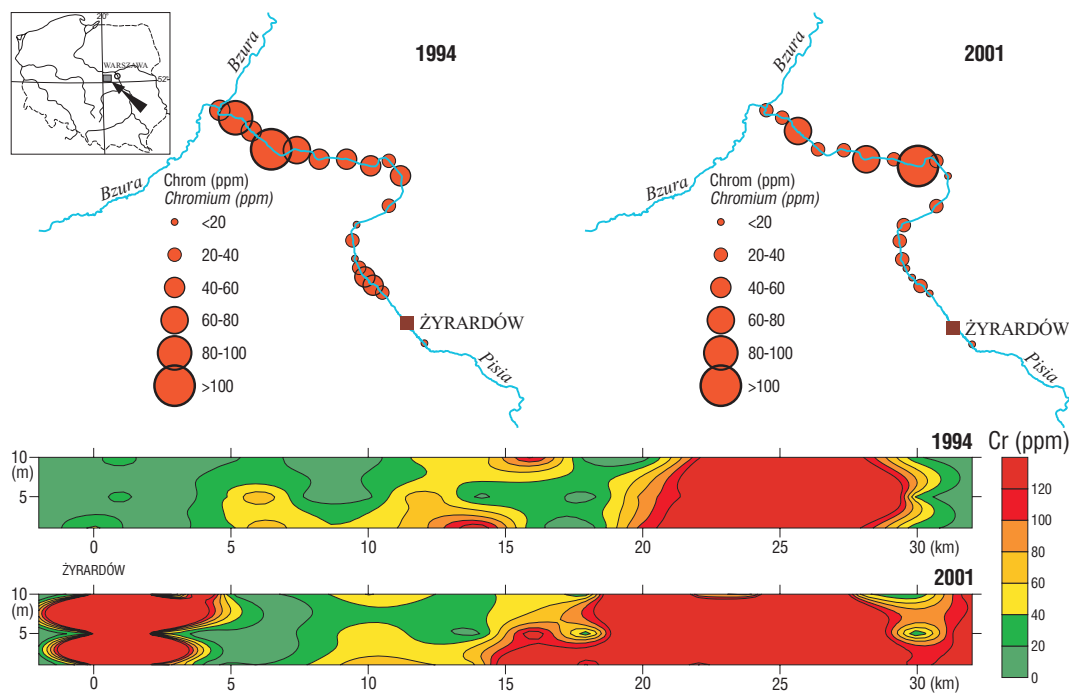 20°
WARSZAWA
52°
1994
Bzura
Bzura
Chrom (ppm)
Chromium (ppm)
<20
20-40
40-60
60-80
80-100
>100
ŻYRARDÓW
Pisia
2001
Bzura
Bzura
Chrom (ppm)
Chromium (ppm)
<20
20-40
40-60
60-80
80-100
>100
ŻYRARDÓW
Pisia
1994
10
(m)
5
0 5 10 15 20 25 30 (km)
ŻYRARDÓW
2001
10
(m)
5
0 5 10 15 20 25 30 (km)
Cr (ppm)
120
100
80
60
40
20
0